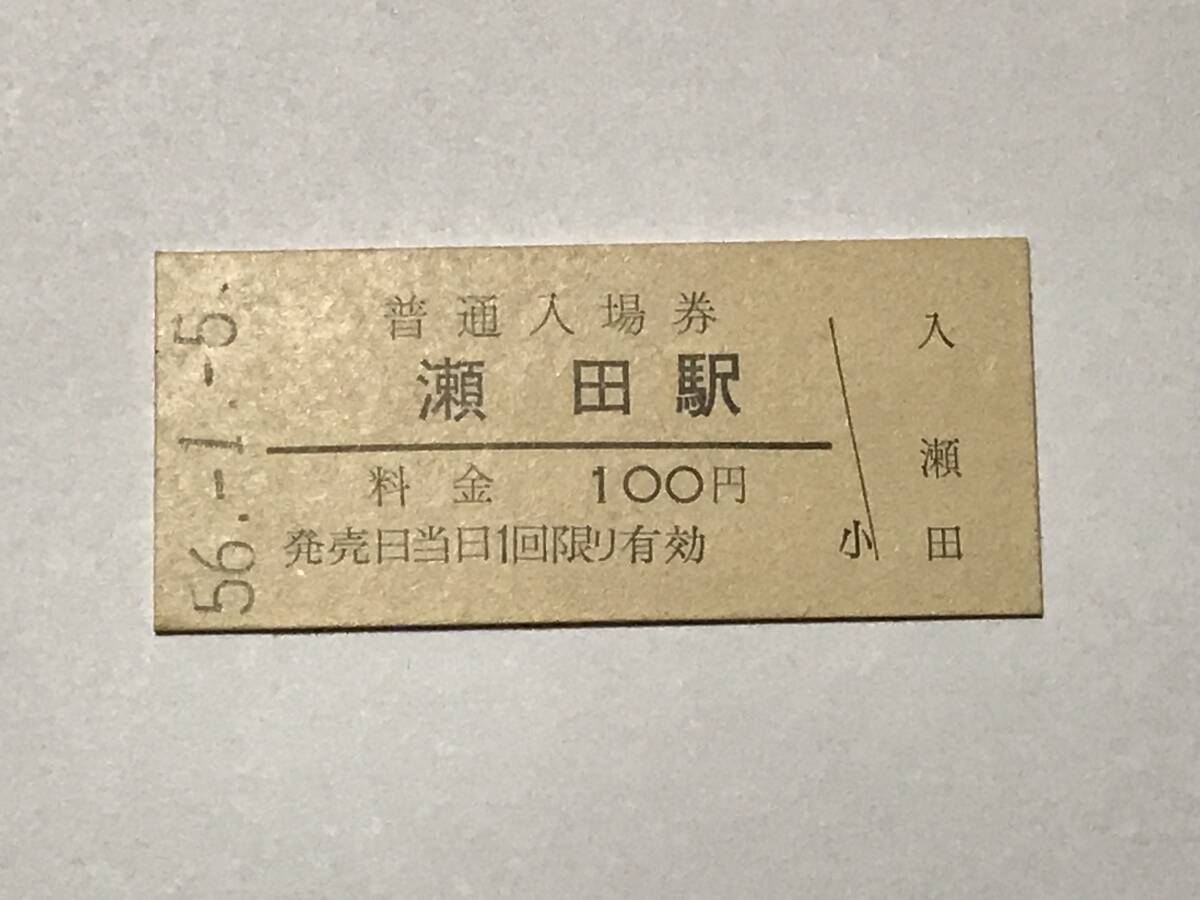 56.-1.-5.
普通入場券
瀬田駅
料金 100円
発売日当日1回限り有効
小
入
瀬
田